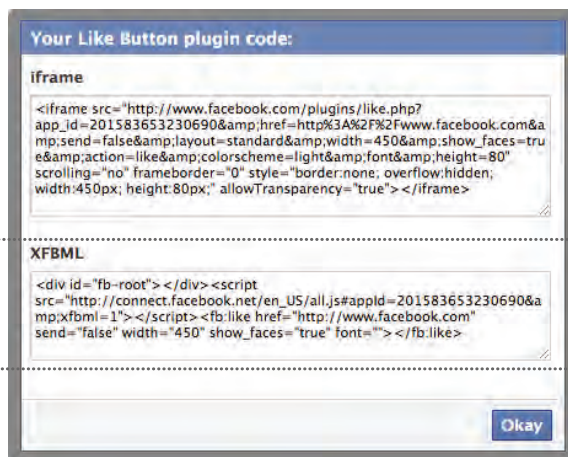 Your Like Button plugin code:
iframe
<iframe src="http://www.facebook.com/plugins/like.php?
app_id=201583653230690&amp;href=http%3A%2F%2Fwww.facebook.com&a
mp;send=false&amp;layout=standard&amp;width=450&amp;show_faces=tru
e&amp;action=like&amp;colorscheme=light&amp;font&amp;height=80"
scrolling="no" frameborder="0" style="border:none; overflow:hidden;
width:450px; height:80px;" allowTransparency="true"></iframe>
XFBML
<div id="fb-root"></div><script
src="http://connect.facebook.net/en_US/all.js#appId=201583653230690&a
mp;xfbml=1"></script><fb:like href="http://www.facebook.com"
send="false" width="450" show_faces="true" font=""></fb:like>
Okay